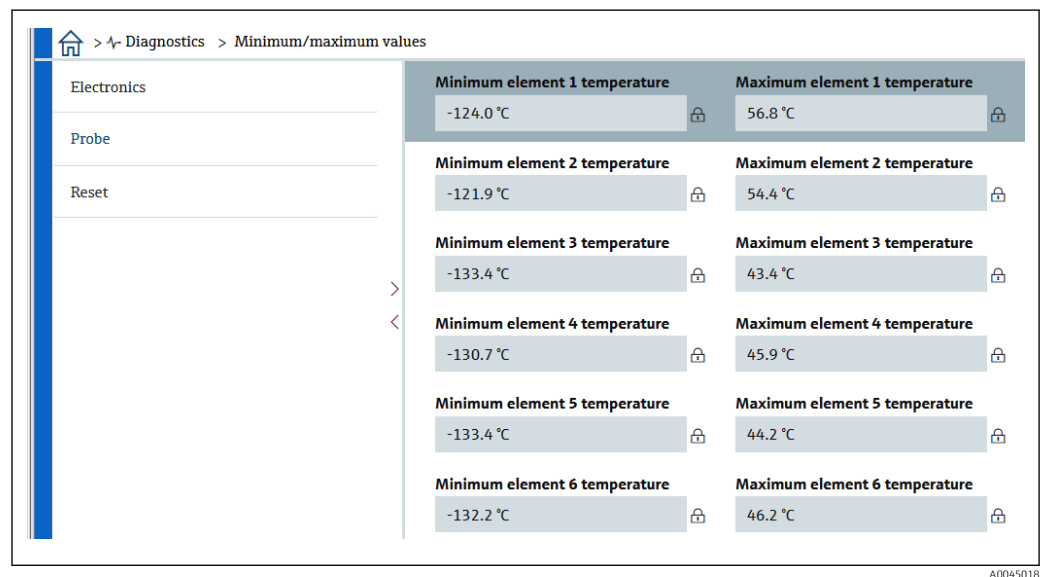 > Diagnostics > Minimum/maximum values
Electronics
Probe
Reset
Minimum element 1 temperature Maximum element 1 temperature
-124.0 °C 56.8 °C
Minimum element 2 temperature Maximum element 2 temperature
-121.9 °C 54.4 °C
Minimum element 3 temperature Maximum element 3 temperature
-133.4 °C 43.4 °C
Minimum element 4 temperature Maximum element 4 temperature
-130.7 °C 45.9 °C
Minimum element 5 temperature Maximum element 5 temperature
-133.4 °C 44.2 °C
Minimum element 6 temperature Maximum element 6 temperature
-132.2 °C 46.2 °C
A0045018